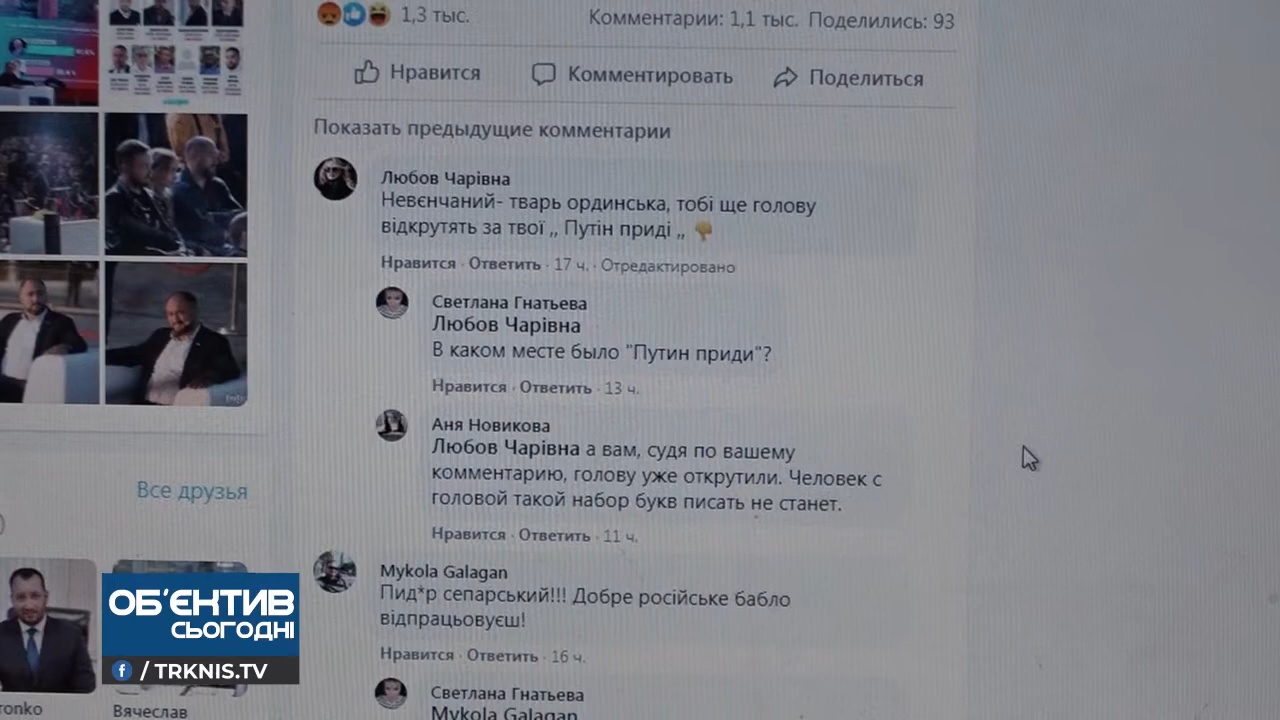 1,3 тыс.
Комментарии: 1,1 тыс. Поделились: 93
Нравится
Комментировать
Поделиться
Показать предыдущие комментарии
Любов Чарівна
Невєнчаний- тварь ординська, тобі ще голову
відкрутять за твої ,, Путін приді ,,
Нравится · Ответить · 17 ч. · Отредактировано
Светлана Гнатьева
Любов Чарівна
В каком месте было "Путин приди"?
Нравится · Ответить · 13 ч.
Аня Новикова
Любов Чарівна а вам, судя по вашему
комментарию, голову уже открутили. Человек с
головой такой набор букв писать не станет.
Нравится · Ответить · 11 ч.
Mykola Galagan
Пид*р сепарський!!! Добре російське бабло
відпрацьовуєш!
Нравится · Ответить · 16 ч.
Светлана Гнатьева
Mykola Galagan
Все друзья
ronko
Вячеслав
ОБ'ЄКТИВ
СЬОГОДНІ
f / TRKNIS.TV